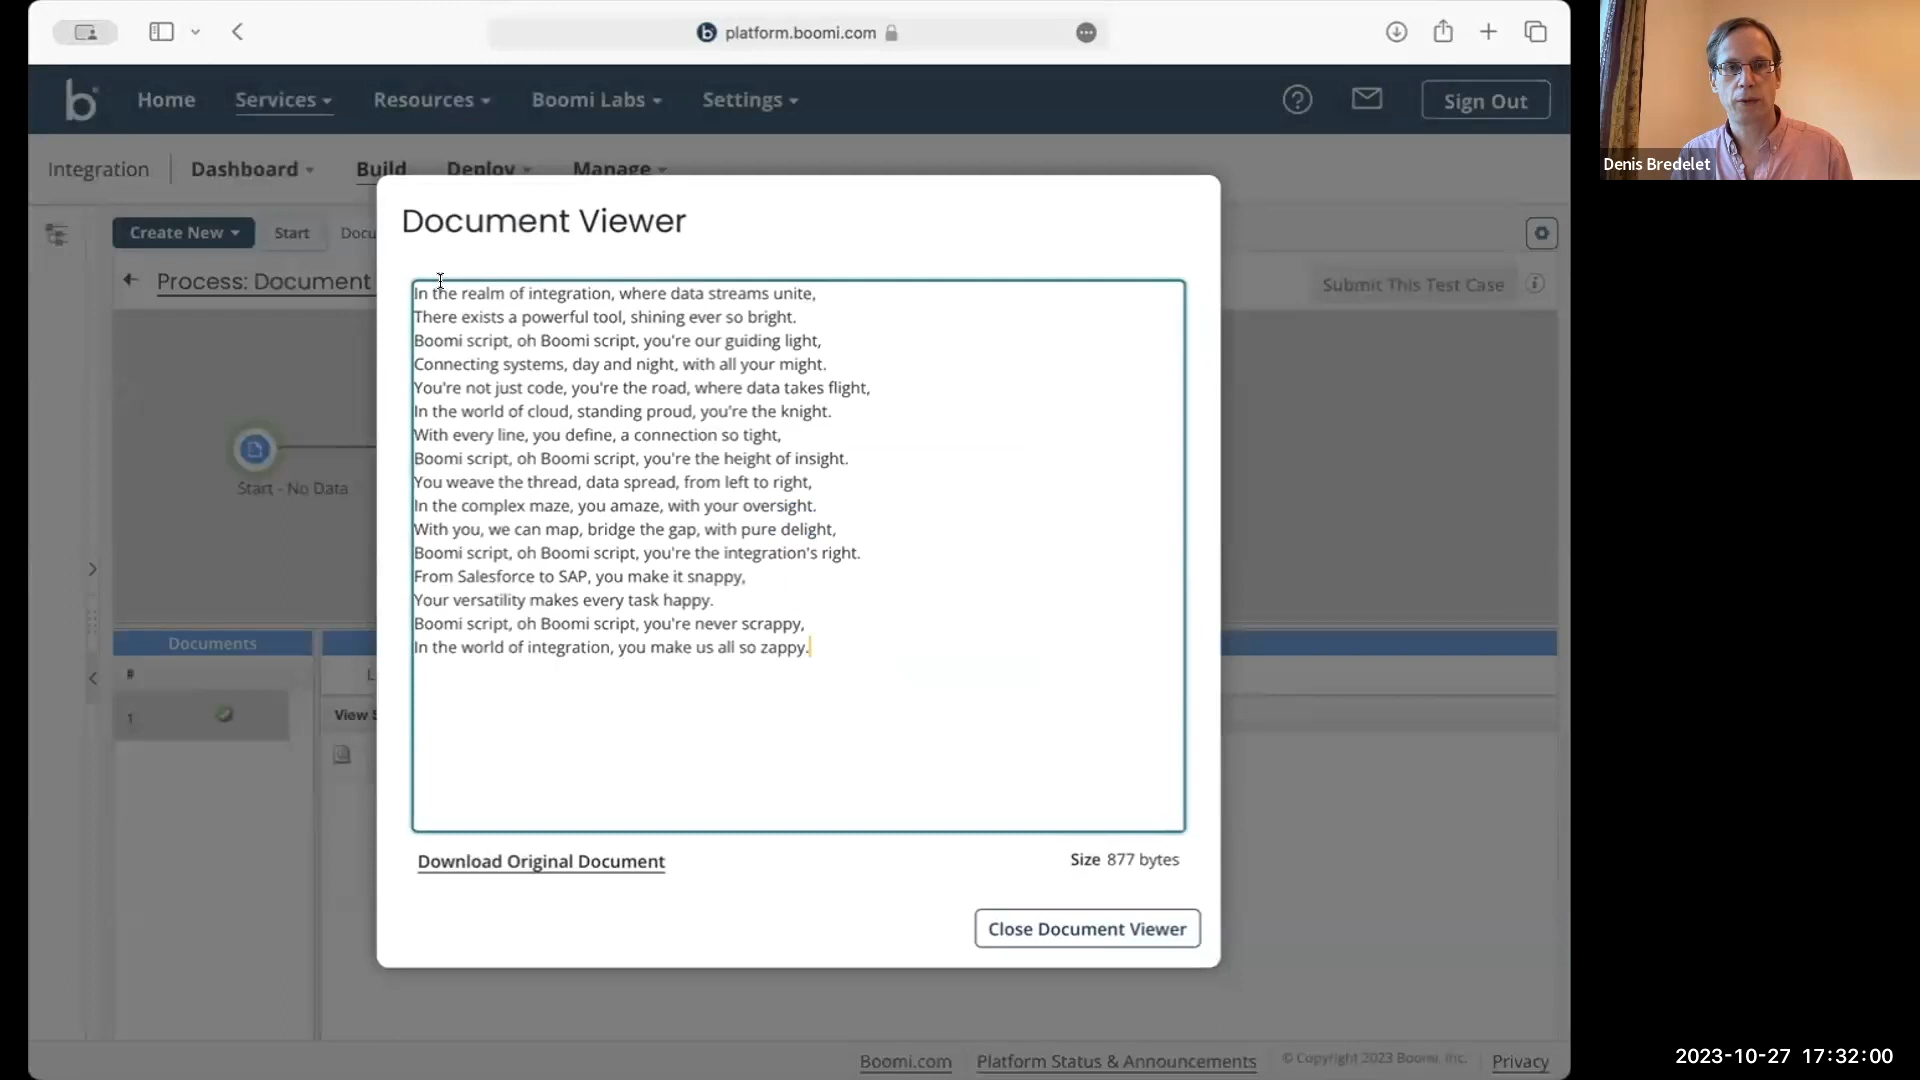 platform.boomi.com
b
Home
Services
Resources
Boomi Labs
Settings
?
Sign Out
Denis Bredelet
Integration
Dashboard
Build
Deploy
Manage
Document Viewer
Create New
Start
Docu
Process: Document
Submit This Test Case
In the realm of integration, where data streams unite,
There exists a powerful tool, shining ever so bright.
Boomi script, oh Boomi script, you're our guiding light,
Connecting systems, day and night, with all your might.
You're not just code, you're the road, where data takes flight,
In the world of cloud, standing proud, you're the knight.
With every line, you define, a connection so tight,
Boomi script, oh Boomi script, you're the height of insight.
You weave the thread, data spread, from left to right,
In the complex maze, you amaze, with your oversight.
With you, we can map, bridge the gap, with pure delight,
Boomi script, oh Boomi script, you're the integration's right.
From Salesforce to SAP, you make it snappy,
Your versatility makes every task happy.
Boomi script, oh Boomi script, you're never scrappy,
In the world of integration, you make us all so zappy.
Start - No Data
Documents
#
L
1
View S
Download Original Document
Size 877 bytes
Close Document Viewer
Boomi.com
Platform Status & Announcements
© Copyright 2023 Boomi, Inc.
Privacy
2023-10-27 17:32:00